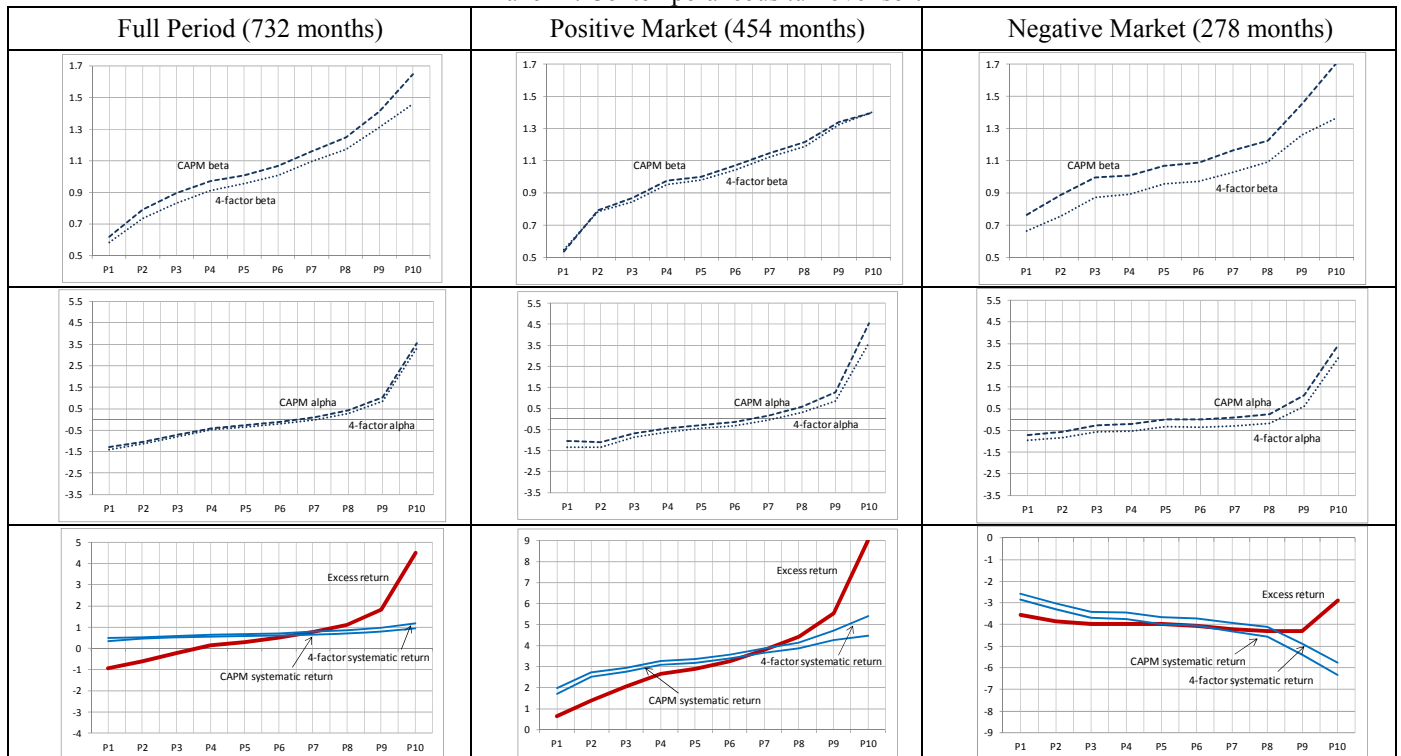 Full Period (732 months)
Positive Market (454 months)
Negative Market (278 months)
1.7
1.5
1.3
1.1
0.9
0.7
0.5
CAPM beta
4-factor beta
P1 P2 P3 P4 P5 P6 P7 P8 P9 P10
1.7
1.5
1.3
1.1
0.9
0.7
0.5
CAPM beta
4-factor beta
P1 P2 P3 P4 P5 P6 P7 P8 P9 P10
1.7
1.5
1.3
1.1
0.9
0.7
0.5
CAPM beta
4-factor beta
P1 P2 P3 P4 P5 P6 P7 P8 P9 P10
5.5
4.5
3.5
2.5
1.5
0.5
-0.5
-1.5
-2.5
-3.5
CAPM alpha
4-factor alpha
P1 P2 P3 P4 P5 P6 P7 P8 P9 P10
5.5
4.5
3.5
2.5
1.5
0.5
-0.5
-1.5
-2.5
-3.5
CAPM alpha
4-factor alpha
P1 P2 P3 P4 P5 P6 P7 P8 P9 P10
5.5
4.5
3.5
2.5
1.5
0.5
-0.5
-1.5
-2.5
-3.5
CAPM alpha
4-factor alpha
P1 P2 P3 P4 P5 P6 P7 P8 P9 P10
5
4
3
2
1
0
-1
-2
-3
-4
Excess return
4-factor systematic return
CAPM systematic return
P1 P2 P3 P4 P5 P6 P7 P8 P9 P10
9
8
7
6
5
4
3
2
1
0
Excess return
4-factor systematic return
CAPM systematic return
P1 P2 P3 P4 P5 P6 P7 P8 P9 P10
0
-1
-2
-3
-4
-5
-6
-7
-8
-9
Excess return
CAPM systematic return
4-factor systematic return
P1 P2 P3 P4 P5 P6 P7 P8 P9 P10